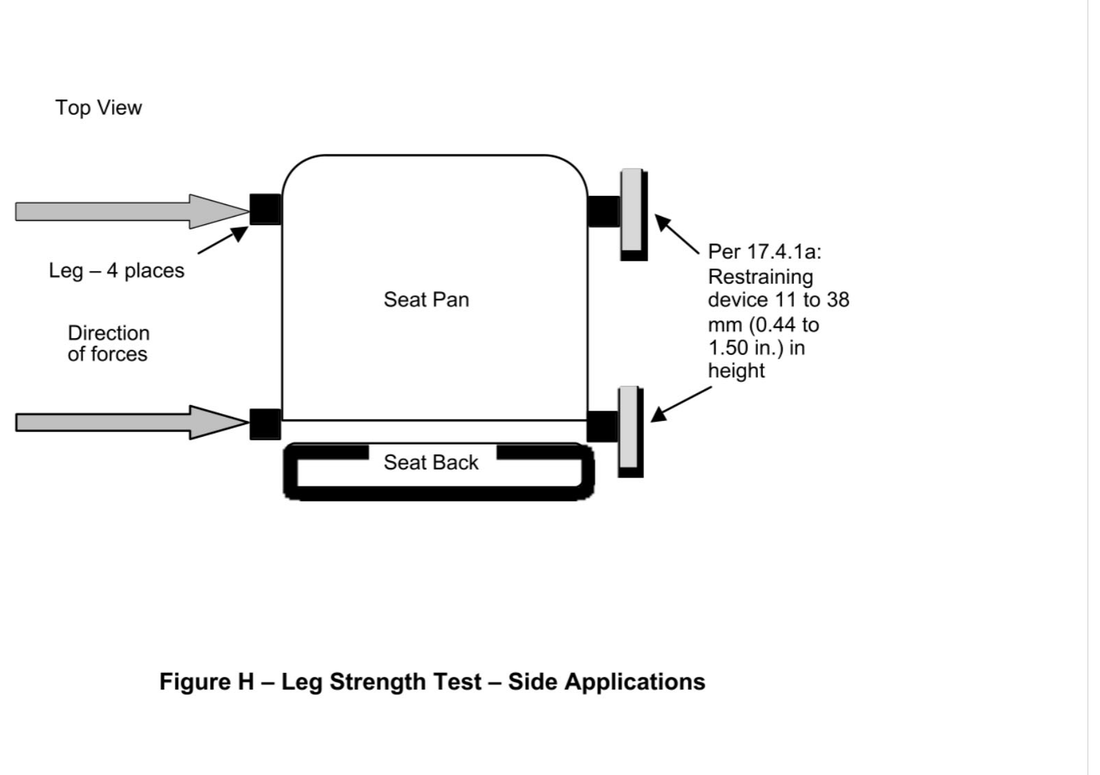 Top View
Leg – 4 places
Direction
of forces
Seat Pan
Seat Back
Per 17.4.1a:
Restraining
device 11 to 38
mm (0.44 to
1.50 in.) in
height
Figure H – Leg Strength Test – Side Applications